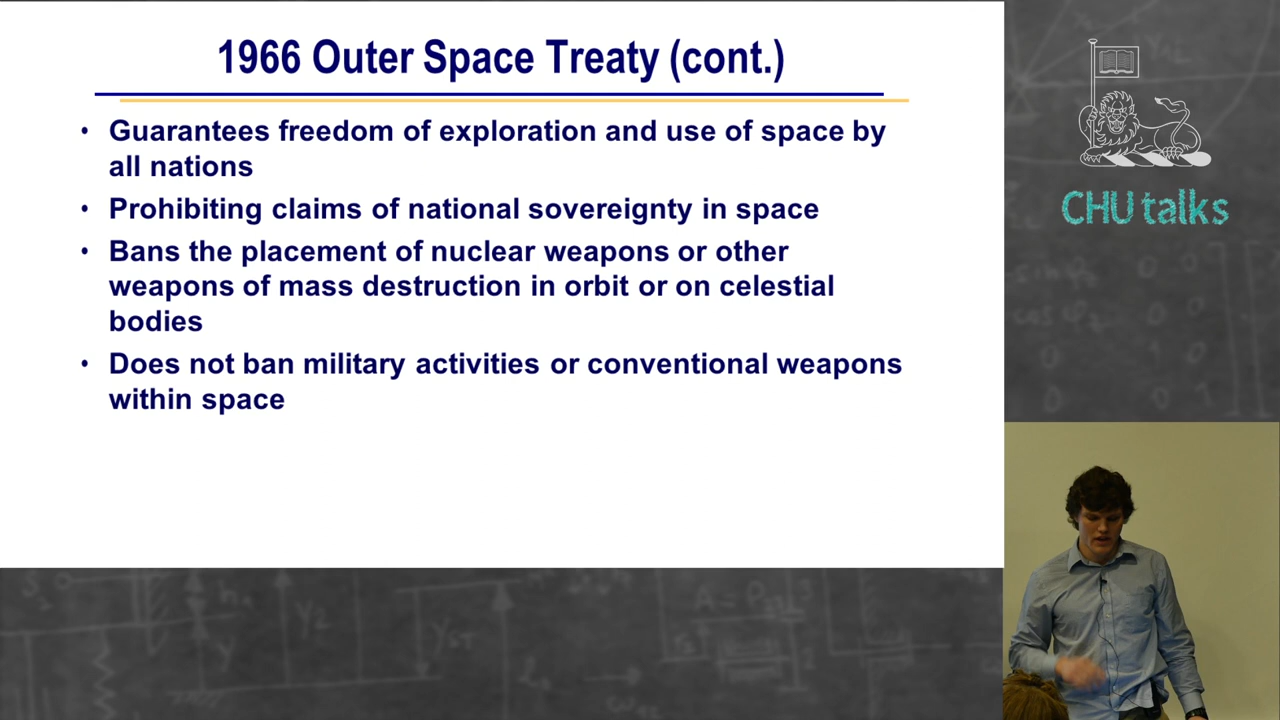 1966 Outer Space Treaty (cont.)
• Guarantees freedom of exploration and use of space by
all nations
• Prohibiting claims of national sovereignty in space
• Bans the placement of nuclear weapons or other
weapons of mass destruction in orbit or on celestial
bodies
• Does not ban military activities or conventional weapons
within space
CHU talks